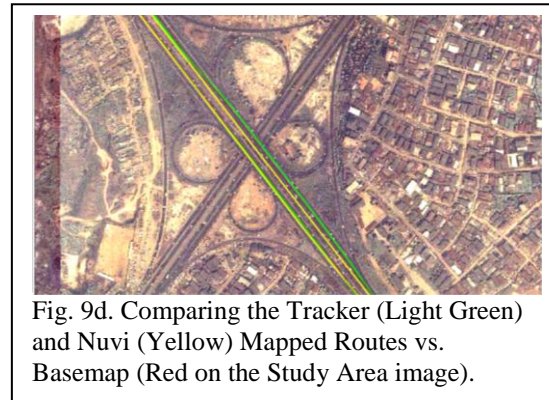 Fig. 9d. Comparing the Tracker (Light Green)
and Nuvi (Yellow) Mapped Routes vs.
Basemap (Red on the Study Area image).